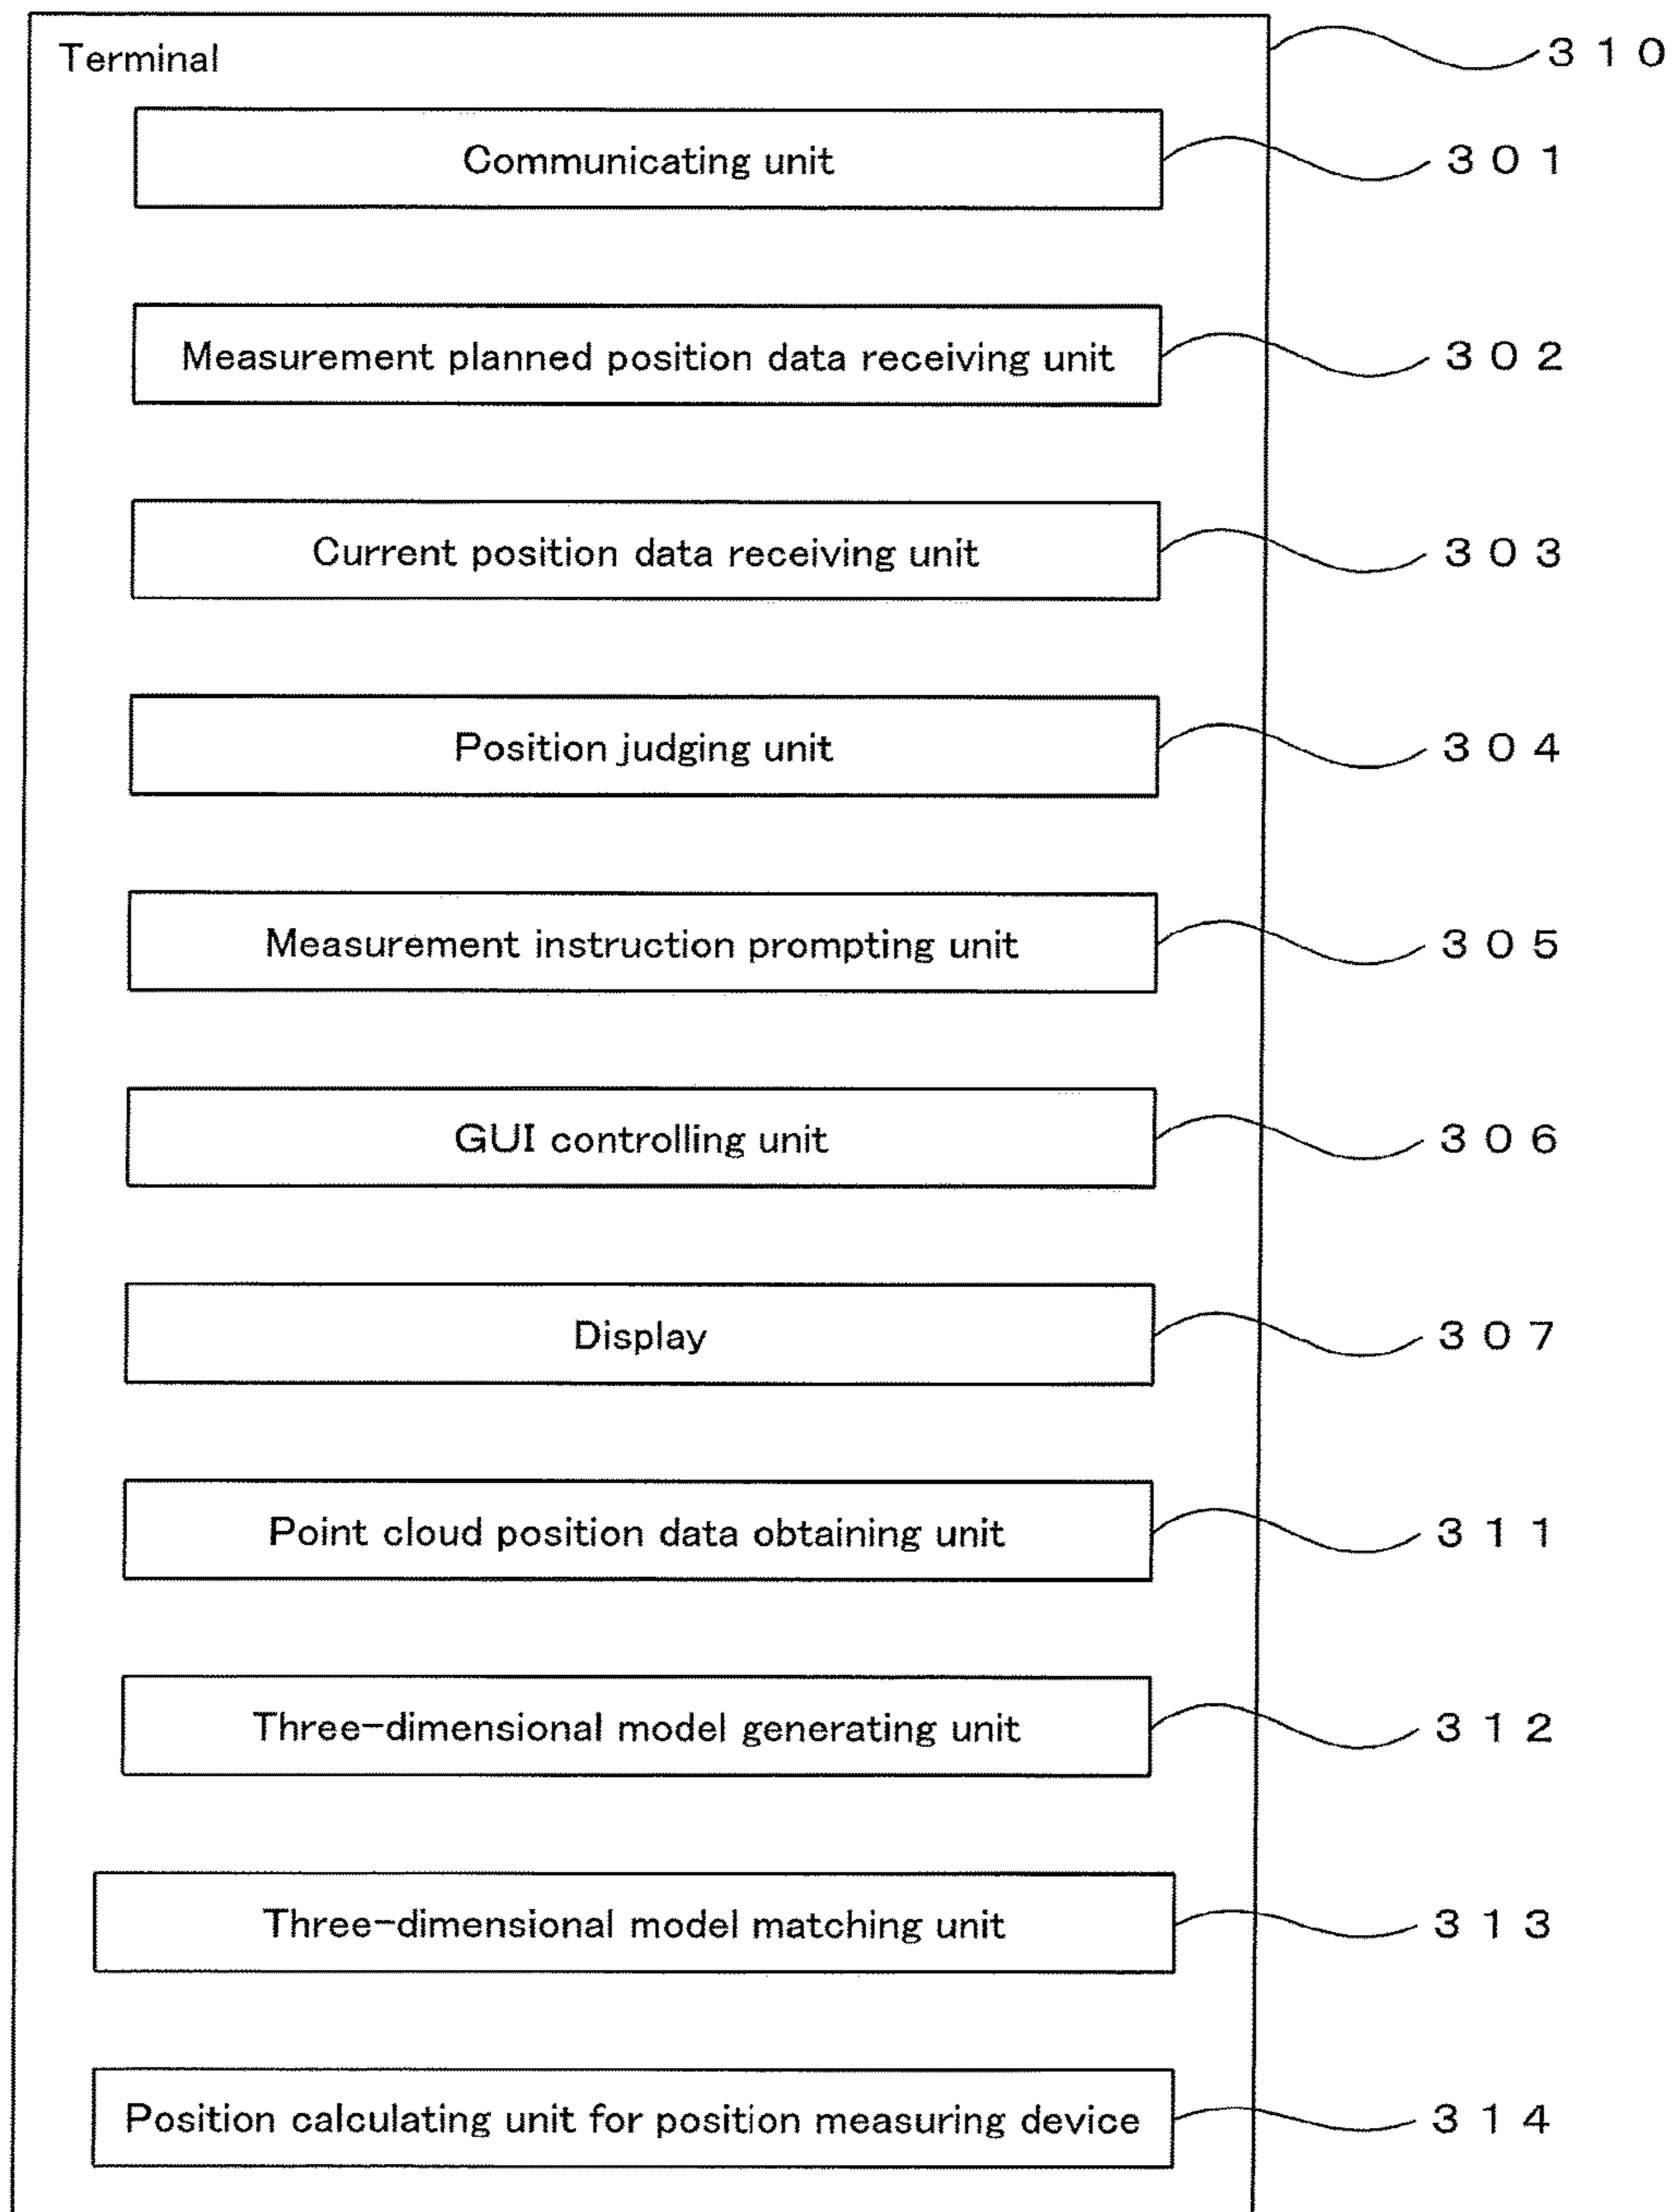 Terminal
３１０
Communicating unit
３０１
Measurement planned position data receiving unit
３０２
Current position data receiving unit
３０３
Position judging unit
３０４
Measurement instruction prompting unit
３０５
GUI controlling unit
３０６
Display
３０７
Point cloud position data obtaining unit
３１１
Three-dimensional model generating unit
３１２
Three-dimensional model matching unit
３１３
Position calculating unit for position measuring device
３１４